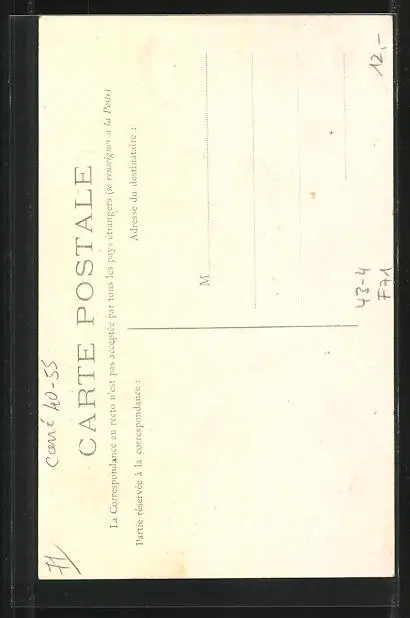 71
Carré 40-55
CARTE POSTALE
La Correspondance au recto n'est pas acceptée par tous les pays étrangers (se renseigner à la Poste)
Partie réservée à la correspondance :
Adresse du destinataire :
M
43-4
F71
12,-